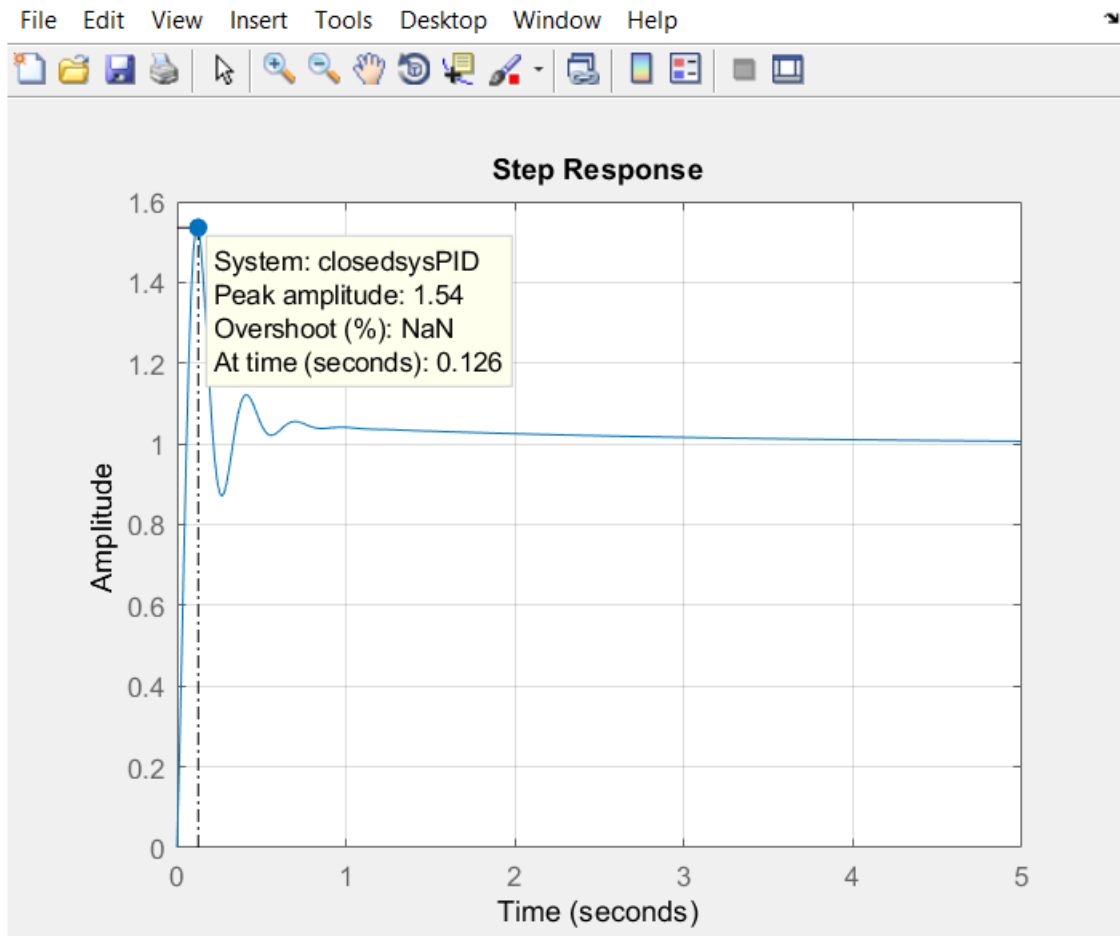 File Edit View Insert Tools Desktop Window Help
Step Response
1.6
1.4
1.2
1
0.8
0.6
0.4
0.2
0
System: closedsysPID
Peak amplitude: 1.54
Overshoot (%): NaN
At time (seconds): 0.126
Amplitude
0 1 2 3 4 5
Time (seconds)